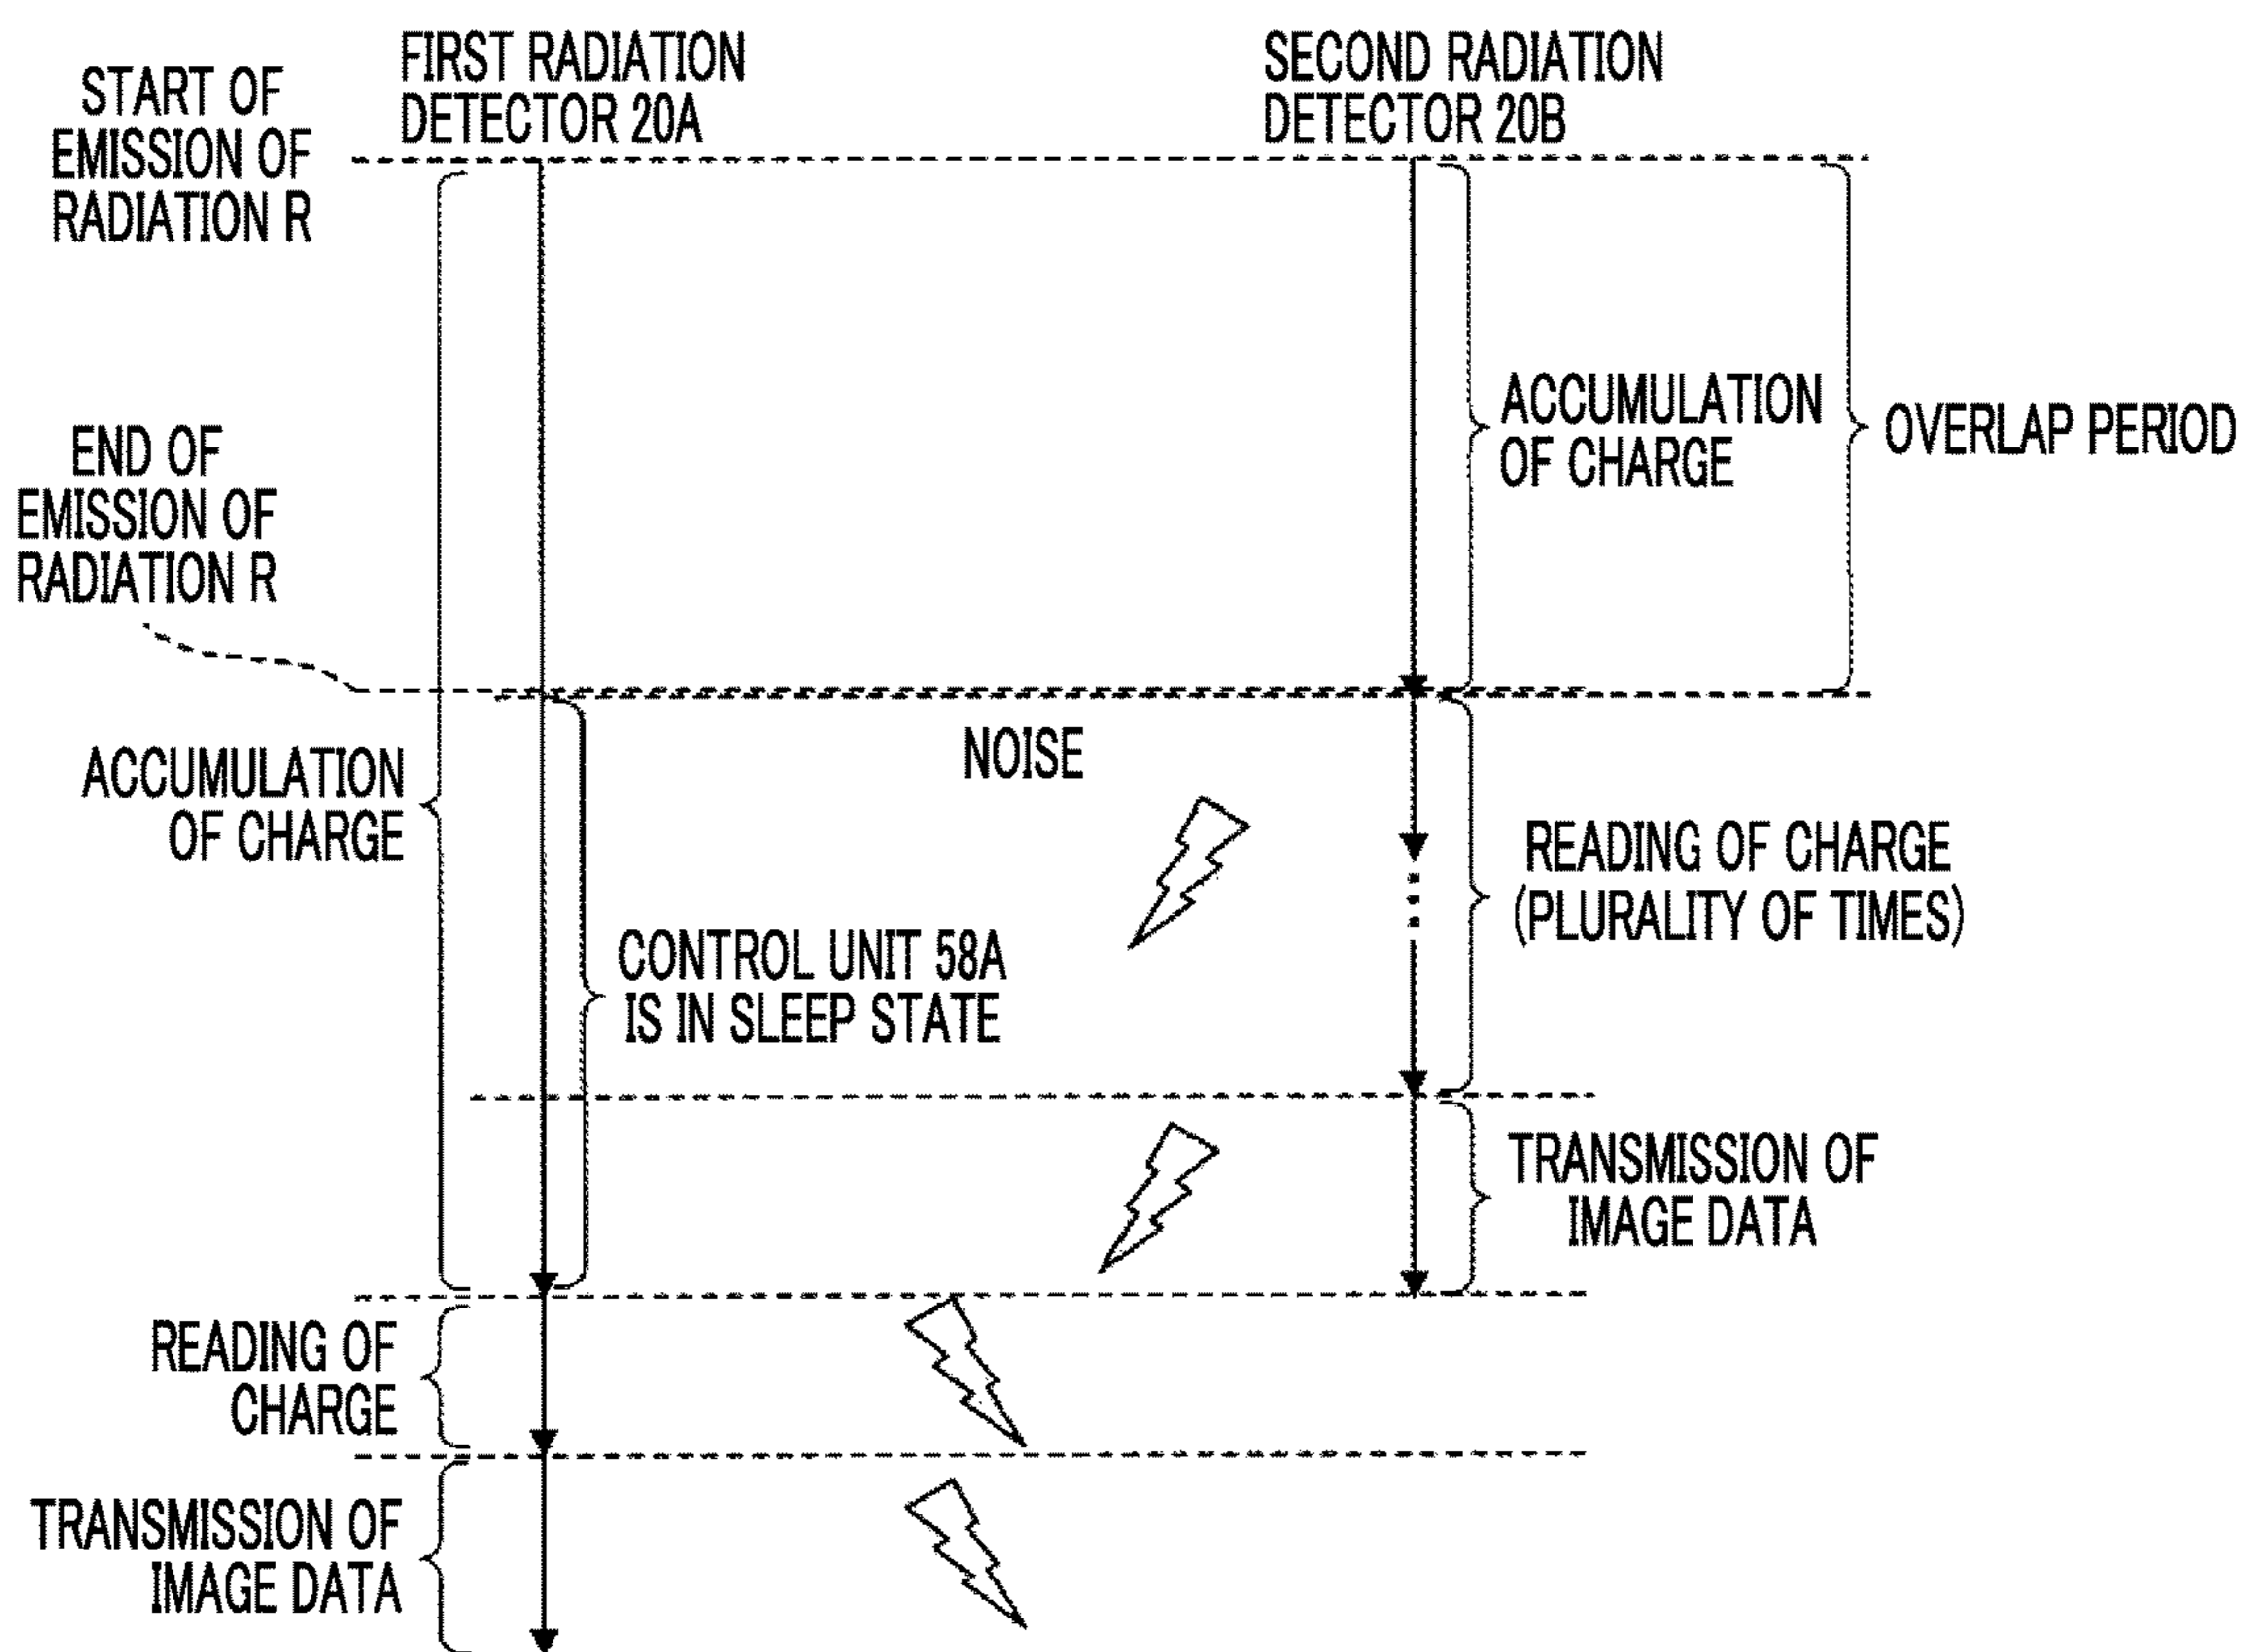 FIRST RADIATION
DETECTOR 20A
SECOND RADIATION
DETECTOR 20B
START OF
EMISSION OF
RADIATION R
ACCUMULATION
OF CHARGE
OVERLAP PERIOD
END OF
EMISSION OF
RADIATION R
NOISE
ACCUMULATION
OF CHARGE
READING OF CHARGE
(PLURALITY OF TIMES)
CONTROL UNIT 58A
IS IN SLEEP STATE
TRANSMISSION OF
IMAGE DATA
READING OF
CHARGE
TRANSMISSION OF
IMAGE DATA